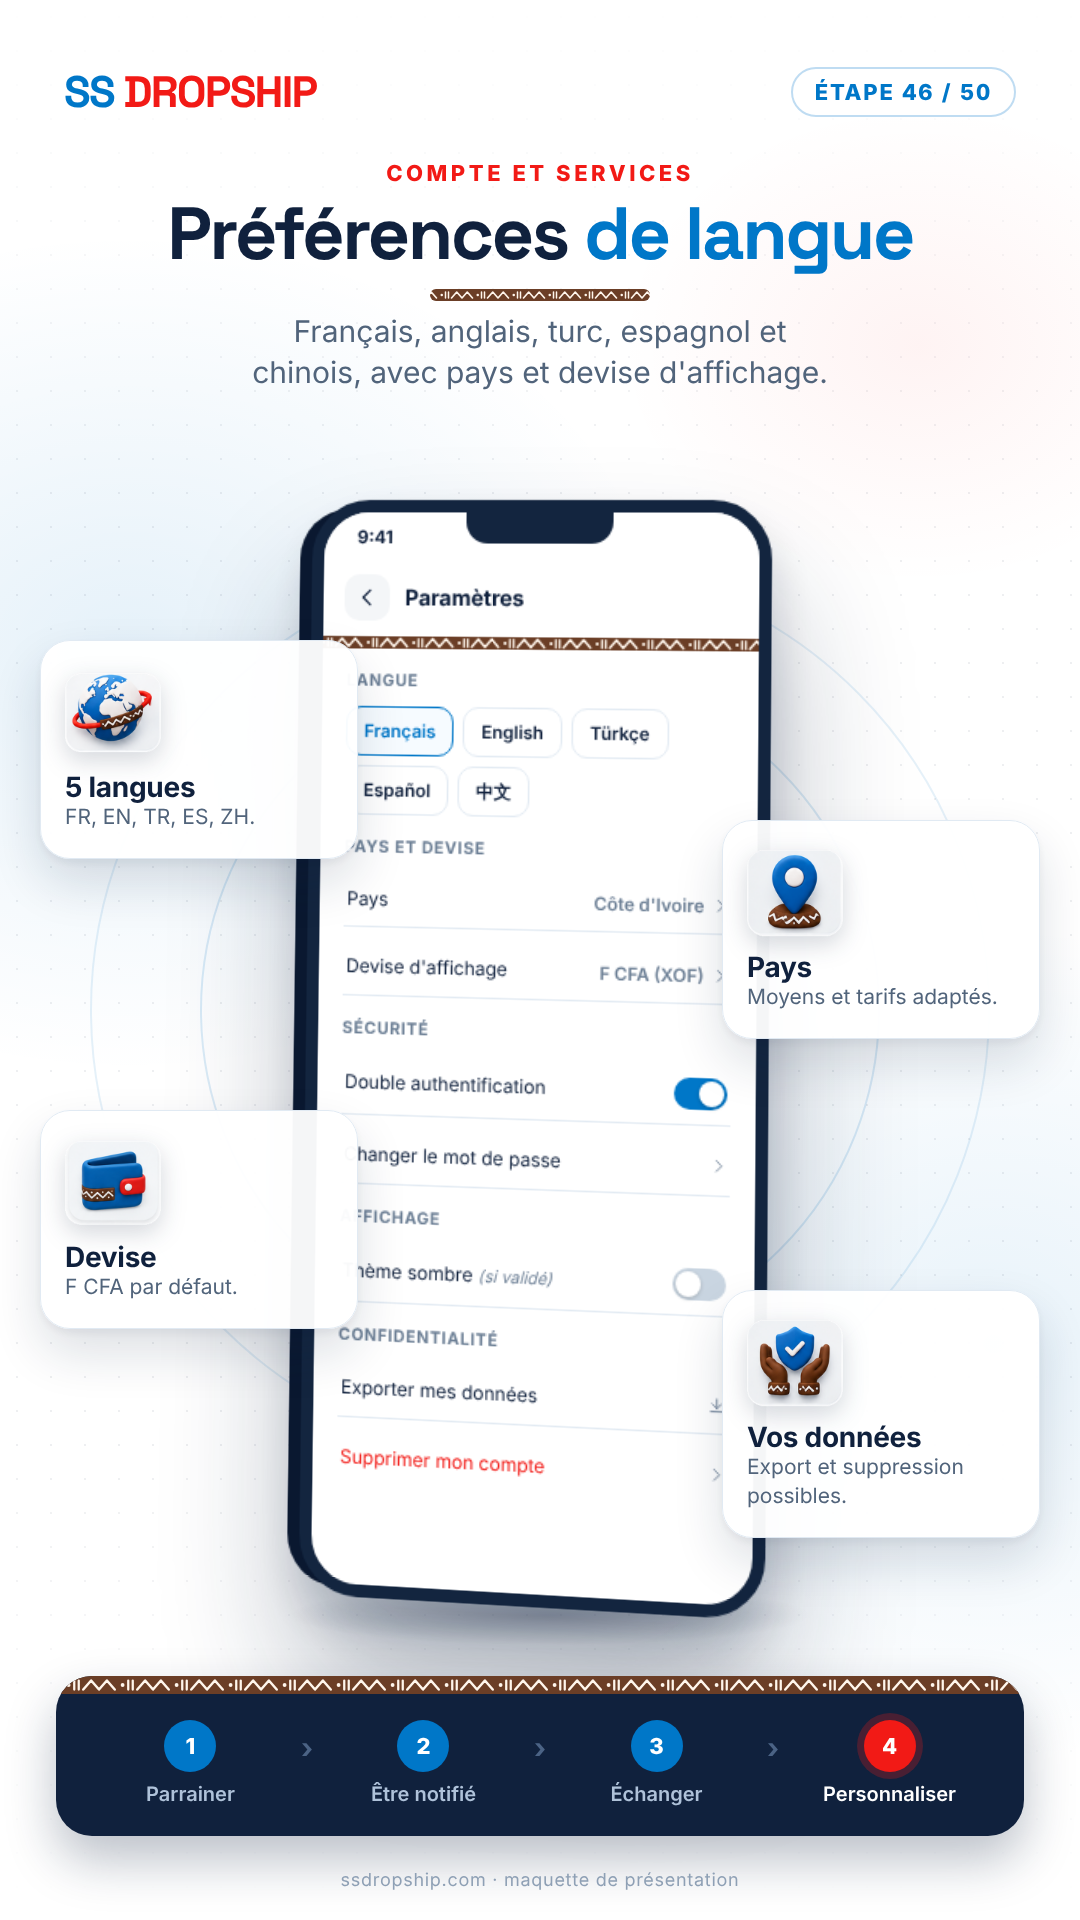 SS DROPSHIP
ÉTAPE 46 / 50
COMPTE ET SERVICES
Préférences de langue
Français, anglais, turc, espagnol et
chinois, avec pays et devise d'affichage.
9:41
Paramètres
ANGUE
Français English Türkçe
Español 中文
5 langues
FR, EN, TR, ES, ZH.
PAYS ET DEVISE
Pays Côte d'Ivoire
Devise d'affichage F CFA (XOF)
Pays
Moyens et tarifs adaptés.
SÉCURITÉ
Double authentification
Changer le mot de passe
AFFICHAGE
Thème sombre (si validé)
Devise
F CFA par défaut.
CONFIDENTIALITÉ
Exporter mes données
Supprimer mon compte
Vos données
Export et suppression
possibles.
1 › 2 › 3 › 4
Parrainer Être notifié Échanger Personnaliser
ssdropship.com · maquette de présentation